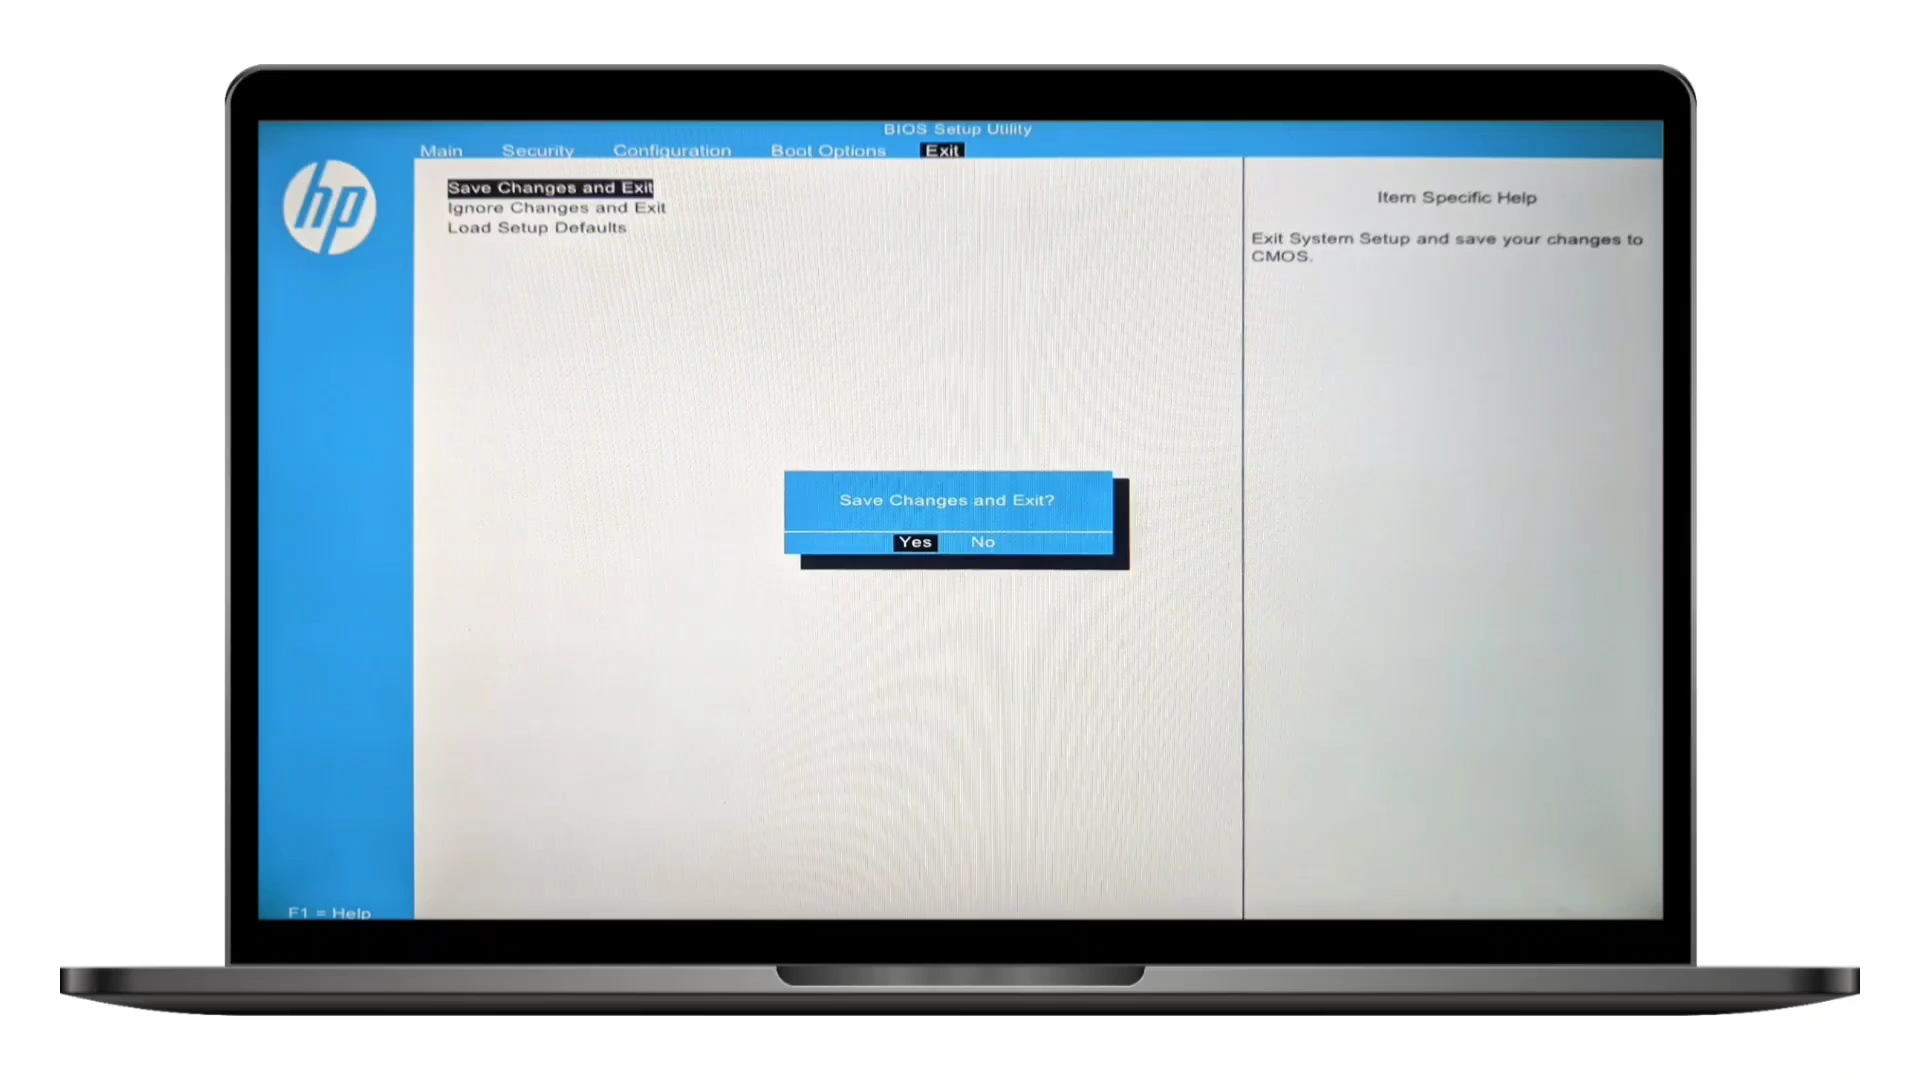 BIOS Setup Utility
Main Security Configuration Boot Options Exit
hp
Save Changes and Exit
Ignore Changes and Exit
Load Setup Defaults
Item Specific Help
Exit System Setup and save your changes to
CMOS.
Save Changes and Exit?
Yes No
F1 = Help